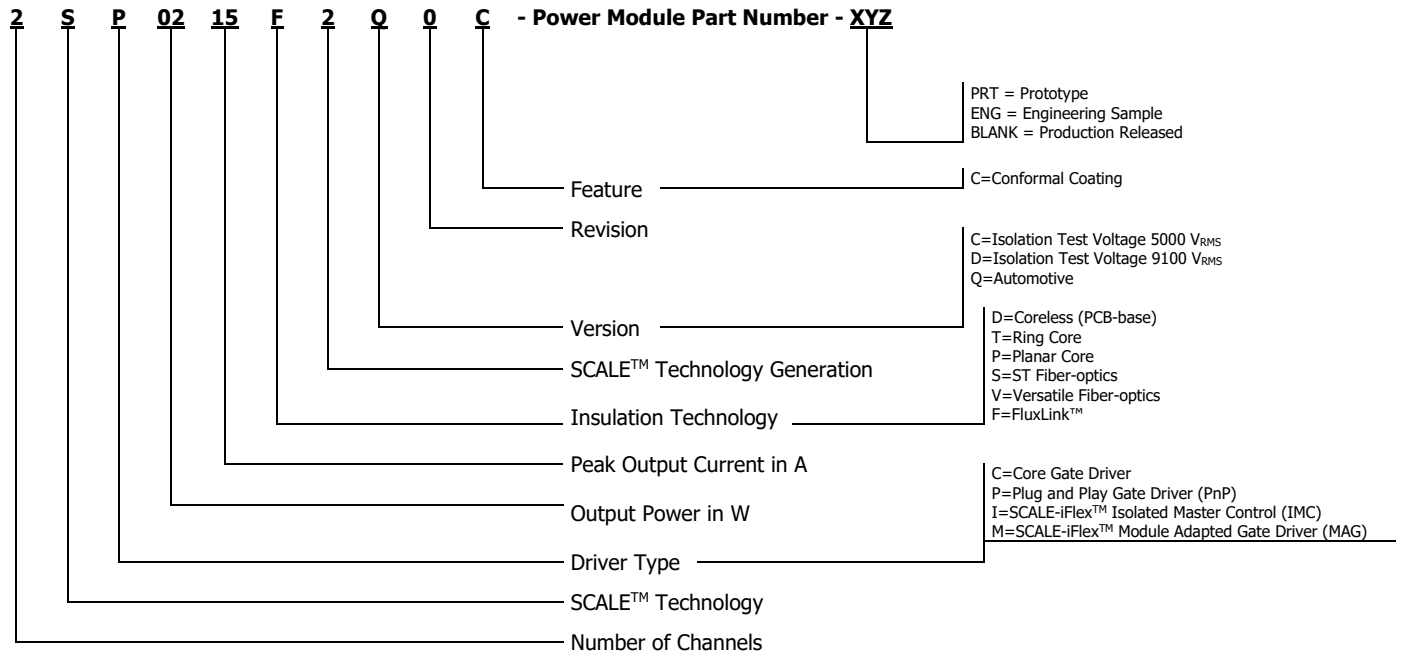 2 S P 02 15 F 2 Q 0 C - Power Module Part Number - XYZ
PRT = Prototype
ENG = Engineering Sample
BLANK = Production Released
Feature
C=Conformal Coating
Revision
C=Isolation Test Voltage 5000 VRMS
D=Isolation Test Voltage 9100 VRMS
Q=Automotive
Version
D=Coreless (PCB-base)
T=Ring Core
P=Planar Core
S=ST Fiber-optics
V=Versatile Fiber-optics
F=FluxLink™
SCALE™ Technology Generation
Insulation Technology
Peak Output Current in A
C=Core Gate Driver
P=Plug and Play Gate Driver (PnP)
I=SCALE-iFlex™ Isolated Master Control (IMC)
M=SCALE-iFlex™ Module Adapted Gate Driver (MAG)
Output Power in W
Driver Type
SCALE™ Technology
Number of Channels